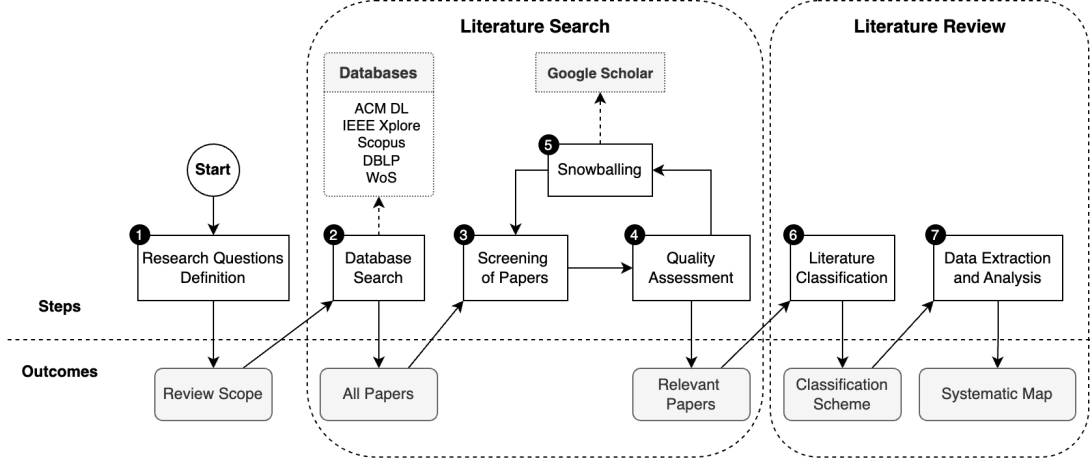 Literature Search
Literature Review
Databases
ACM DL
IEEE Xplore
Scopus
DBLP
WoS
Google Scholar
Start
5
Snowballing
1
Research Questions
Definition
2
Database
Search
3
Screening
of Papers
4
Quality
Assessment
6
Literature
Classification
7
Data Extraction
and Analysis
Steps
Outcomes
Review Scope
All Papers
Relevant
Papers
Classification
Scheme
Systematic Map